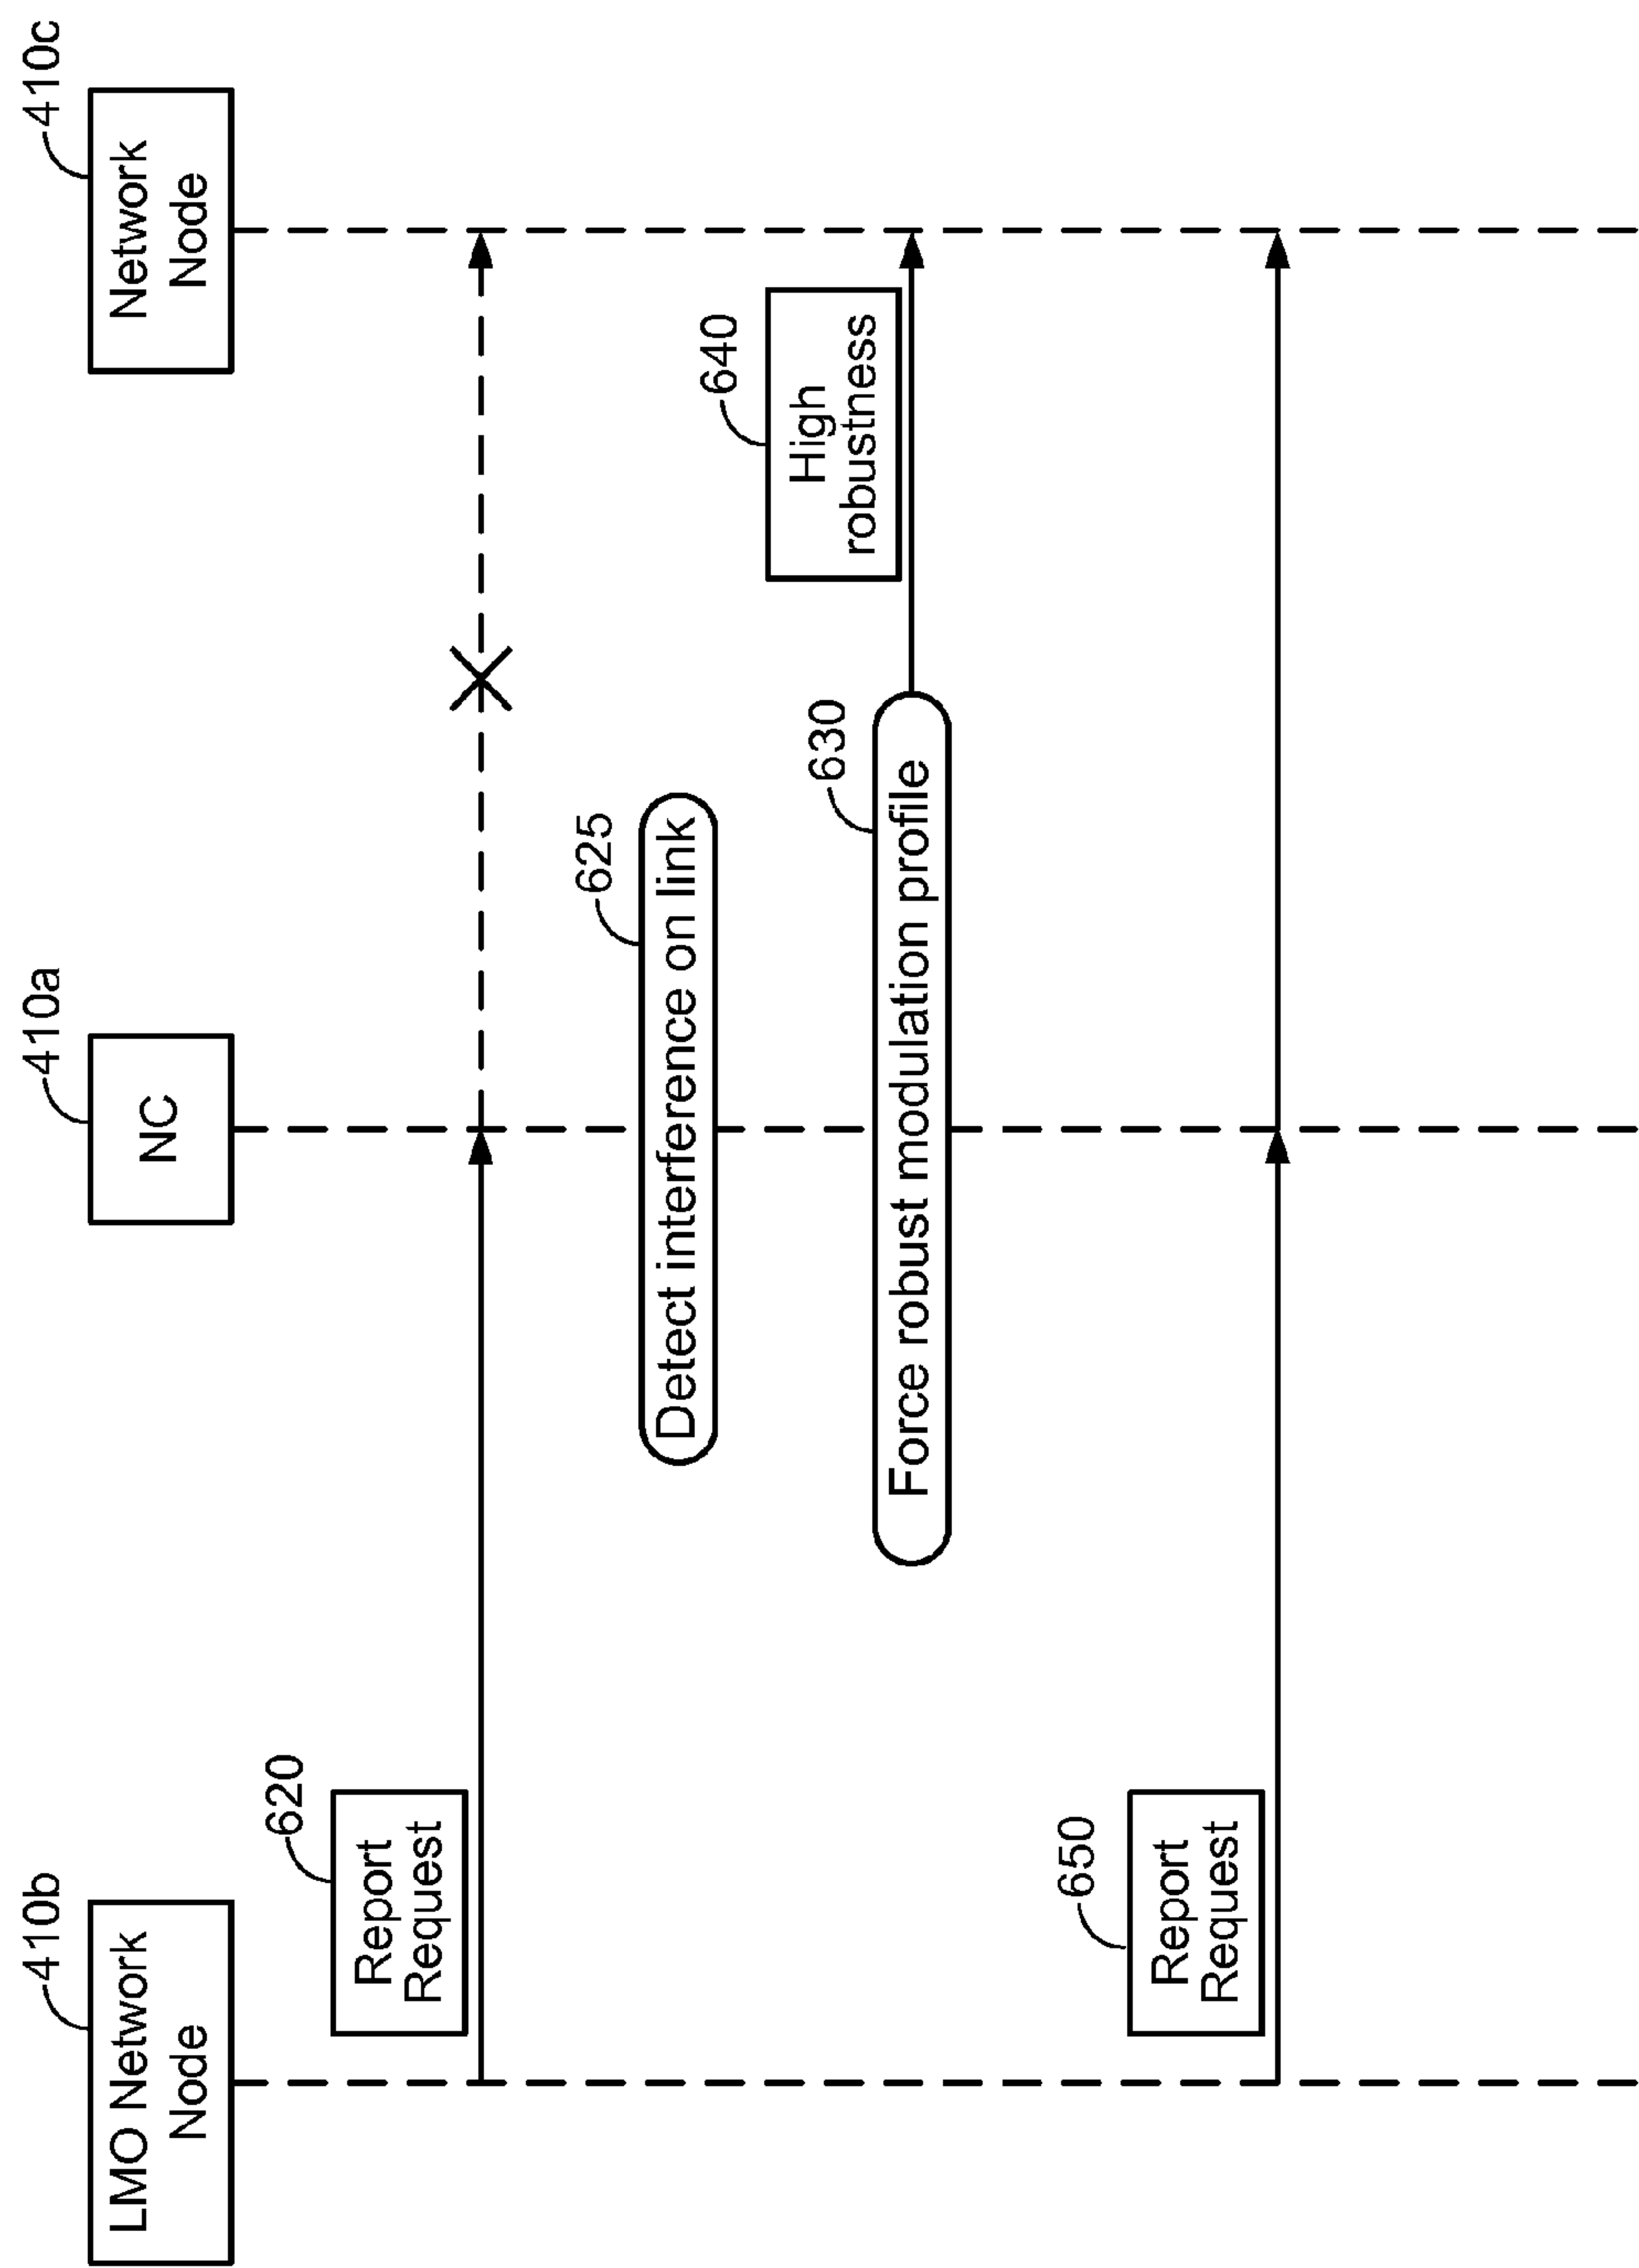 410b
LMO Network
Node
410a
NC
410c
Network
Node
620
Report
Request
625
Detect interference on link
640
High
robustness
630
Force robust modulation profile
650
Report
Request